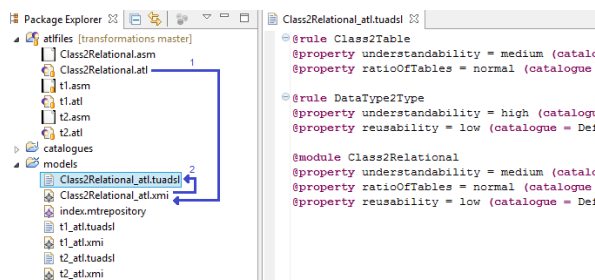 Package Explorer
Class2Relational_atl.tuadsl
atlfiles [transformations master]
Class2Relational.asm
Class2Relational.atl
1
t1.asm
t1.atl
t2.asm
t2.atl
catalogues
models
Class2Relational_atl.tuadsl
2
Class2Relational_atl.xmi
index.mtrepository
t1_atl.tuadsl
t1_atl.xmi
t2_atl.tuadsl
t2_atl.xmi
@rule Class2Table
@property understandability = medium (catalo
@property ratioOfTables = normal (catalogue
@rule DataType2Type
@property understandability = high (catalogu
@property reusability = low (catalogue = Def
@module Class2Relational
@property understandability = medium (catalo
@property ratioOfTables = normal (catalogue
@property reusability = low (catalogue = Def